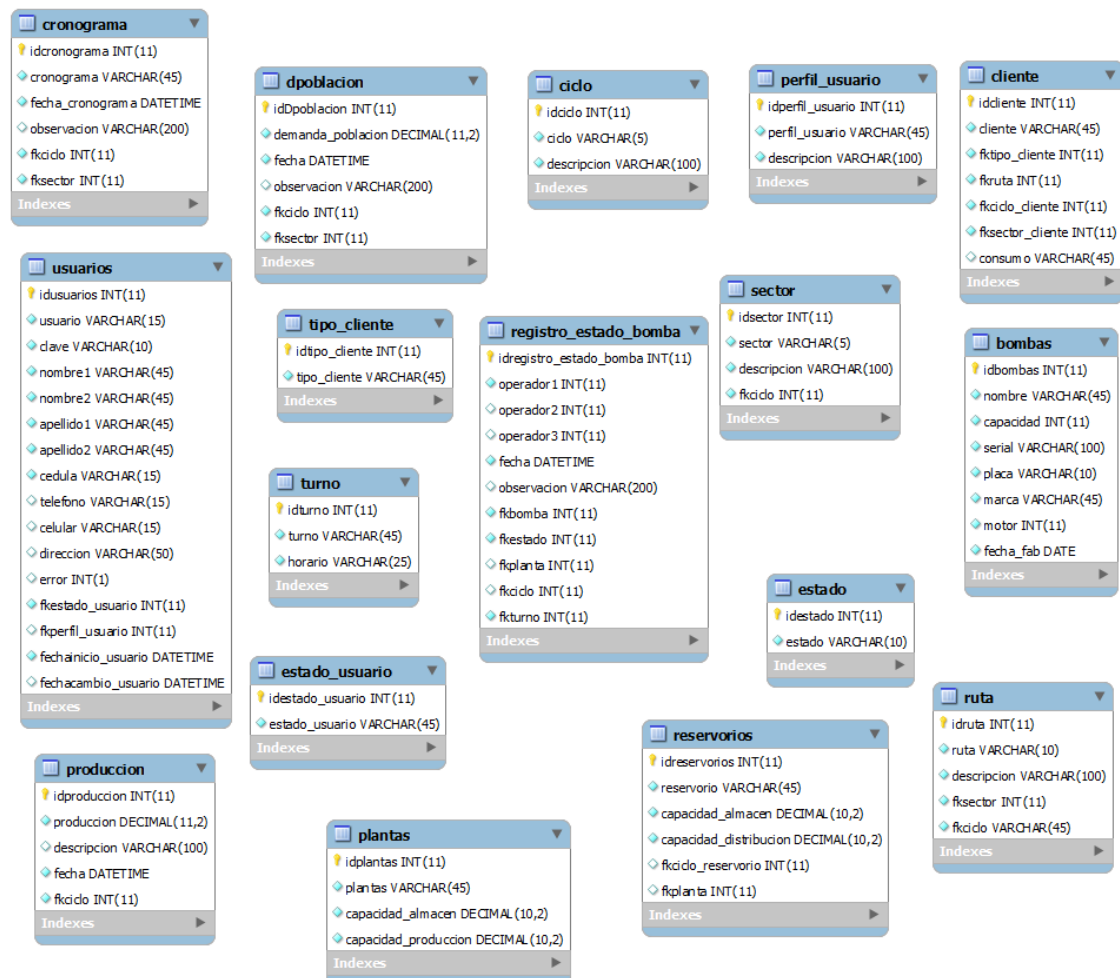 cronograma
idcronograma INT(11)
cronograma VARCHAR(45)
fecha_cronograma DATETIME
observacion VARCHAR(200)
fkciclo INT(11)
fksector INT(11)
Indexes
dpoblacion
idDpoblacion INT(11)
demanda_poblacion DECIMAL(11,2)
fecha DATETIME
observacion VARCHAR(200)
fkciclo INT(11)
fksector INT(11)
Indexes
ciclo
idciclo INT(11)
ciclo VARCHAR(5)
descripcion VARCHAR(100)
Indexes
perfil_usuario
idperfil_usuario INT(11)
perfil_usuario VARCHAR(45)
descripcion VARCHAR(100)
Indexes
cliente
idcliente INT(11)
cliente VARCHAR(45)
fktipo_cliente INT(11)
fkruta INT(11)
fkciclo_cliente INT(11)
fksector_cliente INT(11)
consumo VARCHAR(45)
Indexes
usuarios
idusuarios INT(11)
usuario VARCHAR(15)
clave VARCHAR(10)
nombre1 VARCHAR(45)
nombre2 VARCHAR(45)
apellido1 VARCHAR(45)
apellido2 VARCHAR(45)
cedula VARCHAR(15)
telefono VARCHAR(15)
celular VARCHAR(15)
direccion VARCHAR(50)
error INT(1)
fkestado_usuario INT(11)
fkperfil_usuario INT(11)
fechainicio_usuario DATETIME
fechacambio_usuario DATETIME
Indexes
tipo_cliente
idtipo_cliente INT(11)
tipo_cliente VARCHAR(45)
Indexes
registro_estado_bomba
idregistro_estado_bomba INT(11)
operador1 INT(11)
operador2 INT(11)
operador3 INT(11)
fecha DATETIME
observacion VARCHAR(200)
fkbomba INT(11)
fkestado INT(11)
fkplanta INT(11)
fkciclo INT(11)
fkturno INT(11)
Indexes
sector
idsector INT(11)
sector VARCHAR(5)
descripcion VARCHAR(100)
fkciclo INT(11)
Indexes
bombas
idbombas INT(11)
nombre VARCHAR(45)
capacidad INT(11)
serial VARCHAR(100)
placa VARCHAR(10)
marca VARCHAR(45)
motor INT(11)
fecha_fab DATE
Indexes
turno
idturno INT(11)
turno VARCHAR(45)
horario VARCHAR(25)
Indexes
estado
idestado INT(11)
estado VARCHAR(10)
Indexes
estado_usuario
idestado_usuario INT(11)
estado_usuario VARCHAR(45)
Indexes
ruta
idruta INT(11)
ruta VARCHAR(10)
descripcion VARCHAR(100)
fksector INT(11)
fkciclo VARCHAR(45)
Indexes
reservorios
idreservorios INT(11)
reservorio VARCHAR(45)
capacidad_almacen DECIMAL(10,2)
capacidad_distribucion DECIMAL(10,2)
fkciclo_reservorio INT(11)
fkplanta INT(11)
Indexes
produccion
idproduccion INT(11)
produccion DECIMAL(11,2)
descripcion VARCHAR(100)
fecha DATETIME
fkciclo INT(11)
Indexes
plantas
idplantas INT(11)
plantas VARCHAR(45)
capacidad_almacen DECIMAL(10,2)
capacidad_produccion DECIMAL(10,2)
Indexes